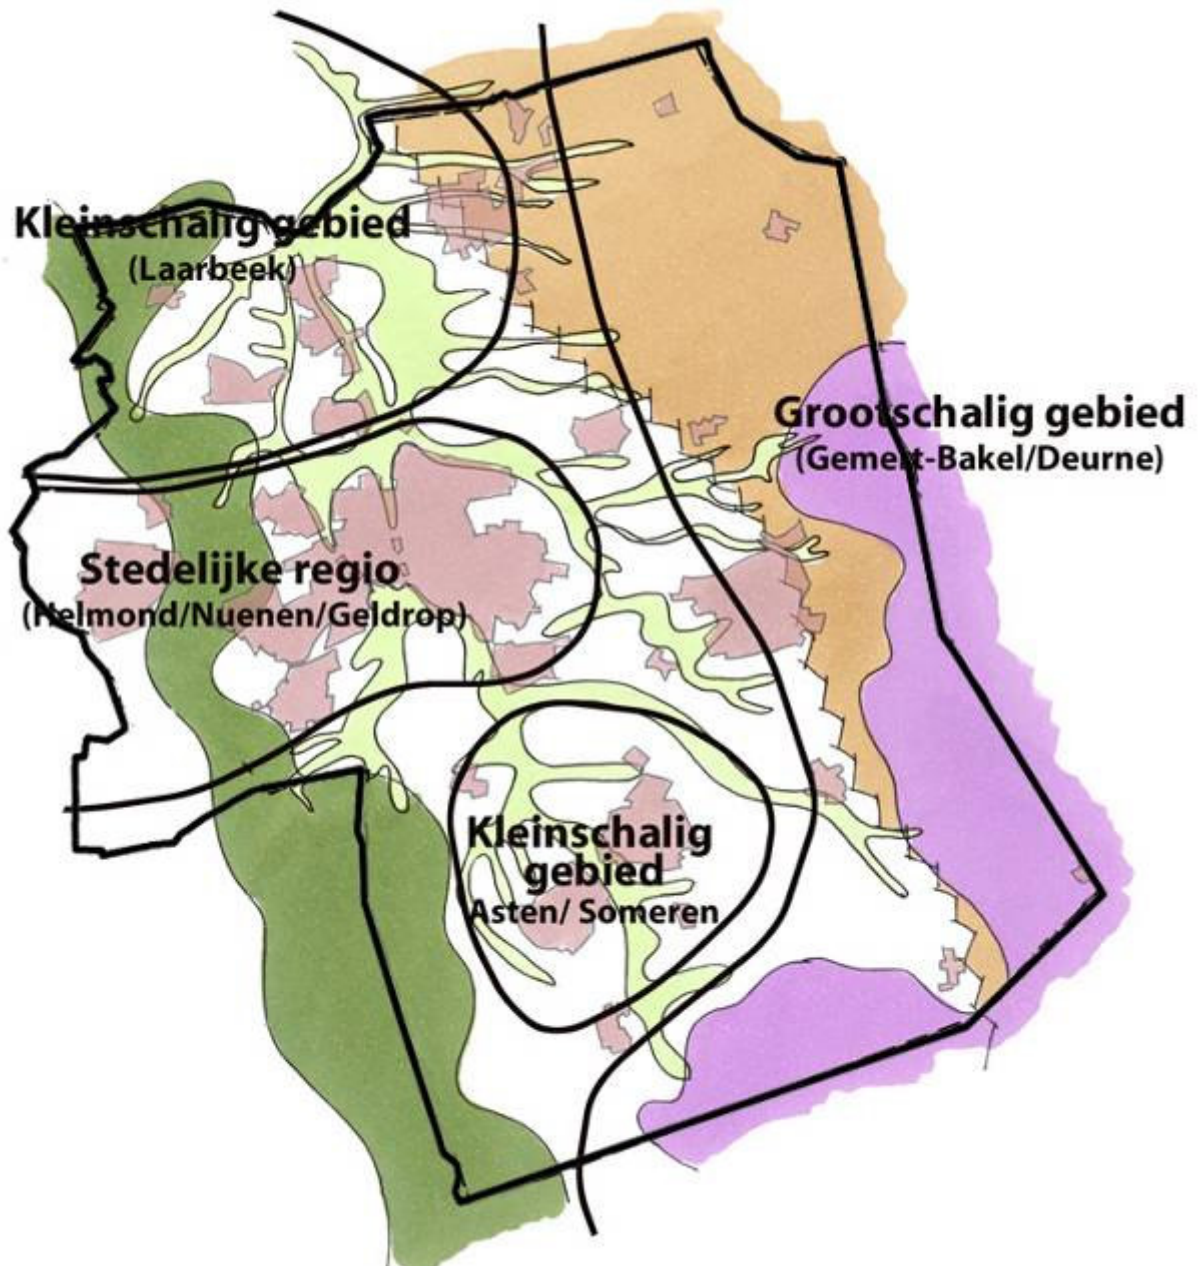 Kleinschalig gebied
(Laarbeek)
Grootschalig gebied
(Gemert-Bakel/Deurne)
Stedelijke regio
(Helmond/Nuenen/Geldrop)
Kleinschalig
gebied
Asten/ Someren